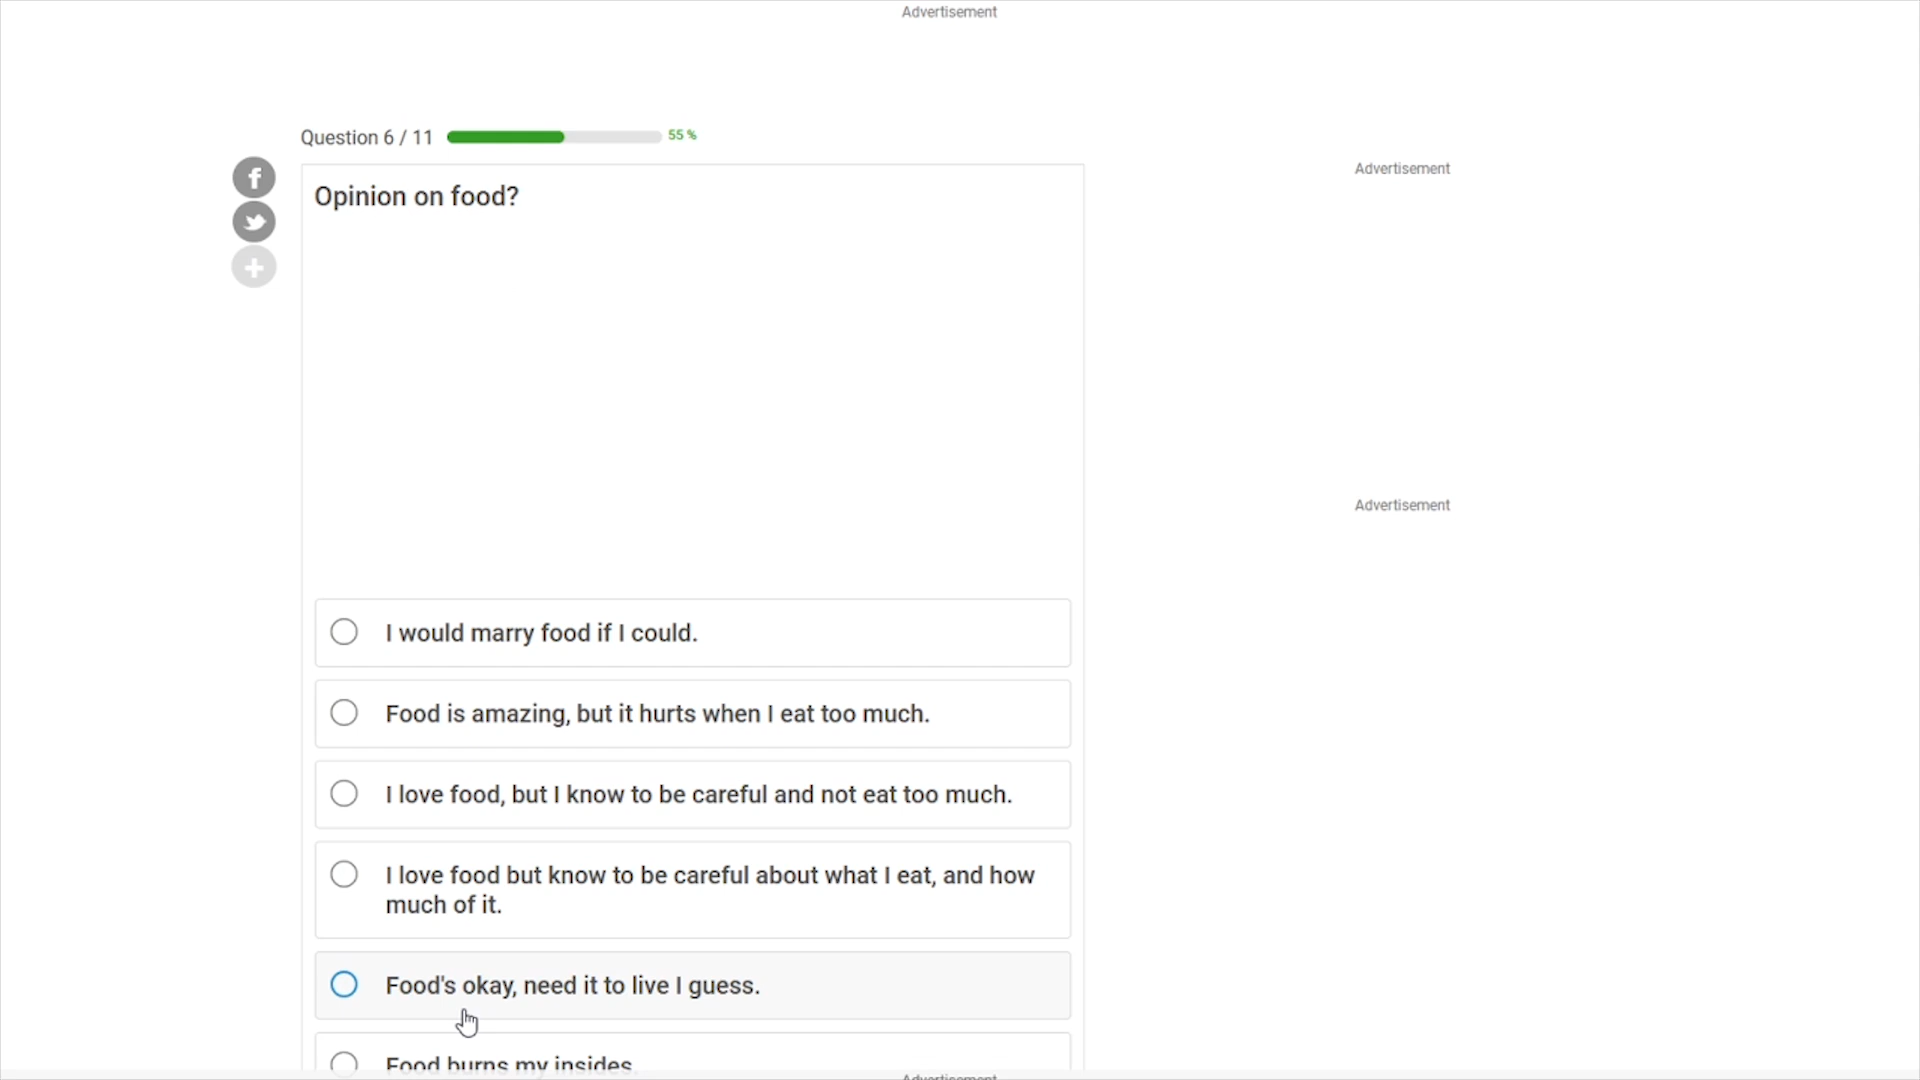 Advertisement
Question 6 / 11
55 %
Advertisement
Opinion on food?
Advertisement
I would marry food if I could.
Food is amazing, but it hurts when I eat too much.
I love food, but I know to be careful and not eat too much.
I love food but know to be careful about what I eat, and how
much of it.
Food's okay, need it to live I guess.
Food burns my insides.
Advertisement